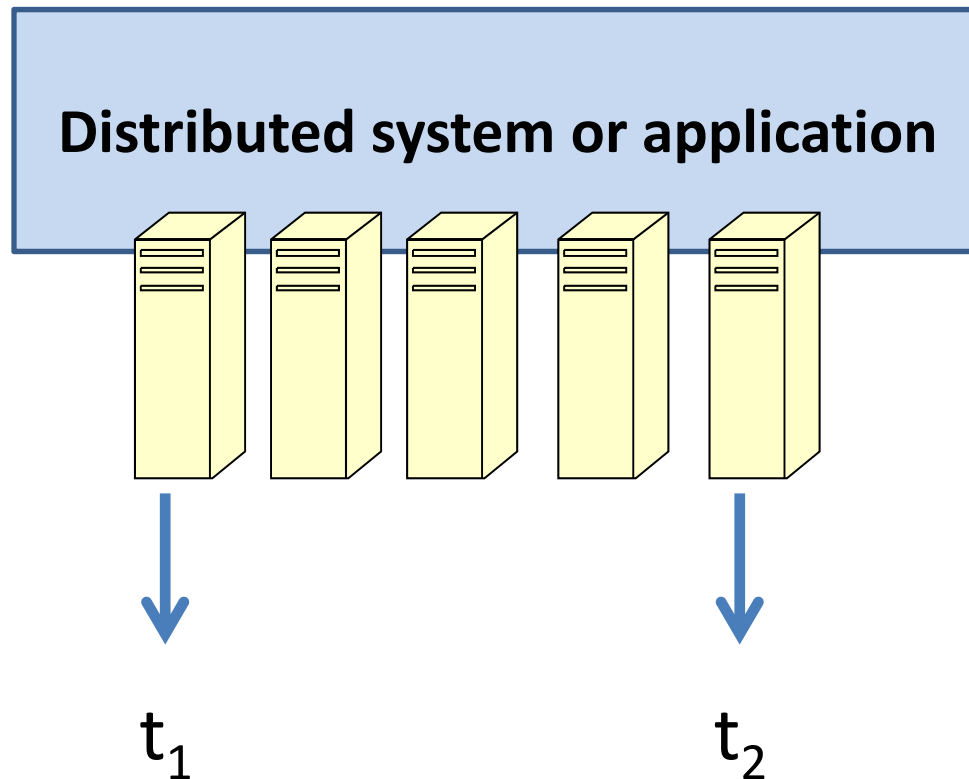 Distributed system or application
t₁
t₂